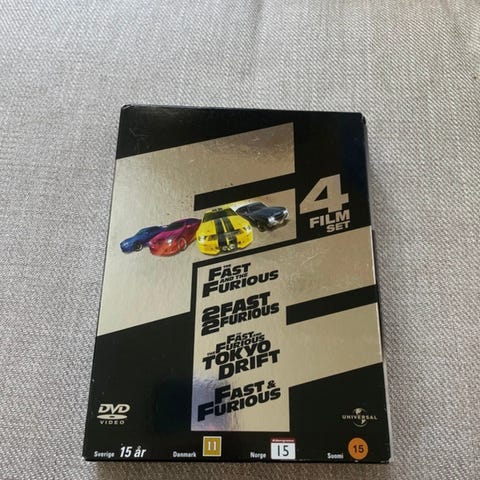 4
FILM
SET
THE
FAST
AND THE
FURIOUS
2 FAST
2 FURIOUS
THE FAST AND THE
FURIOUS
TOKYO
DRIFT
FAST &
FURIOUS
DVD
VIDEO
UNIVERSAL
Sverige 15 år Danmark 11 Norge 15 Suomi 15